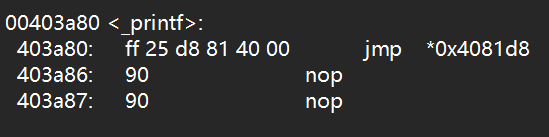 00403a80 <_printf>:
403a80: ff 25 d8 81 40 00 jmp *0x4081d8
403a86: 90 nop
403a87: 90 nop